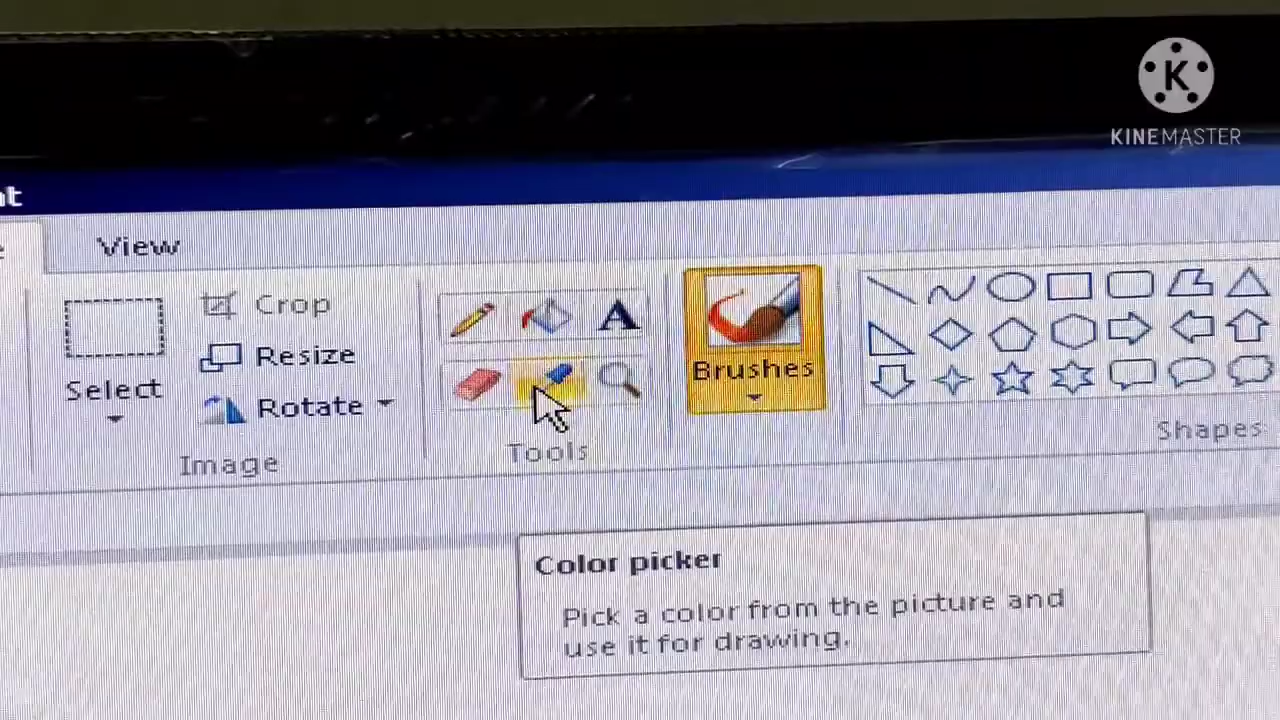 K
KINEMASTER
View
Crop
Resize
Rotate
Select
Image
A
Tools
Brushes
Shapes
Color picker
Pick a color from the picture and
use it for drawing.